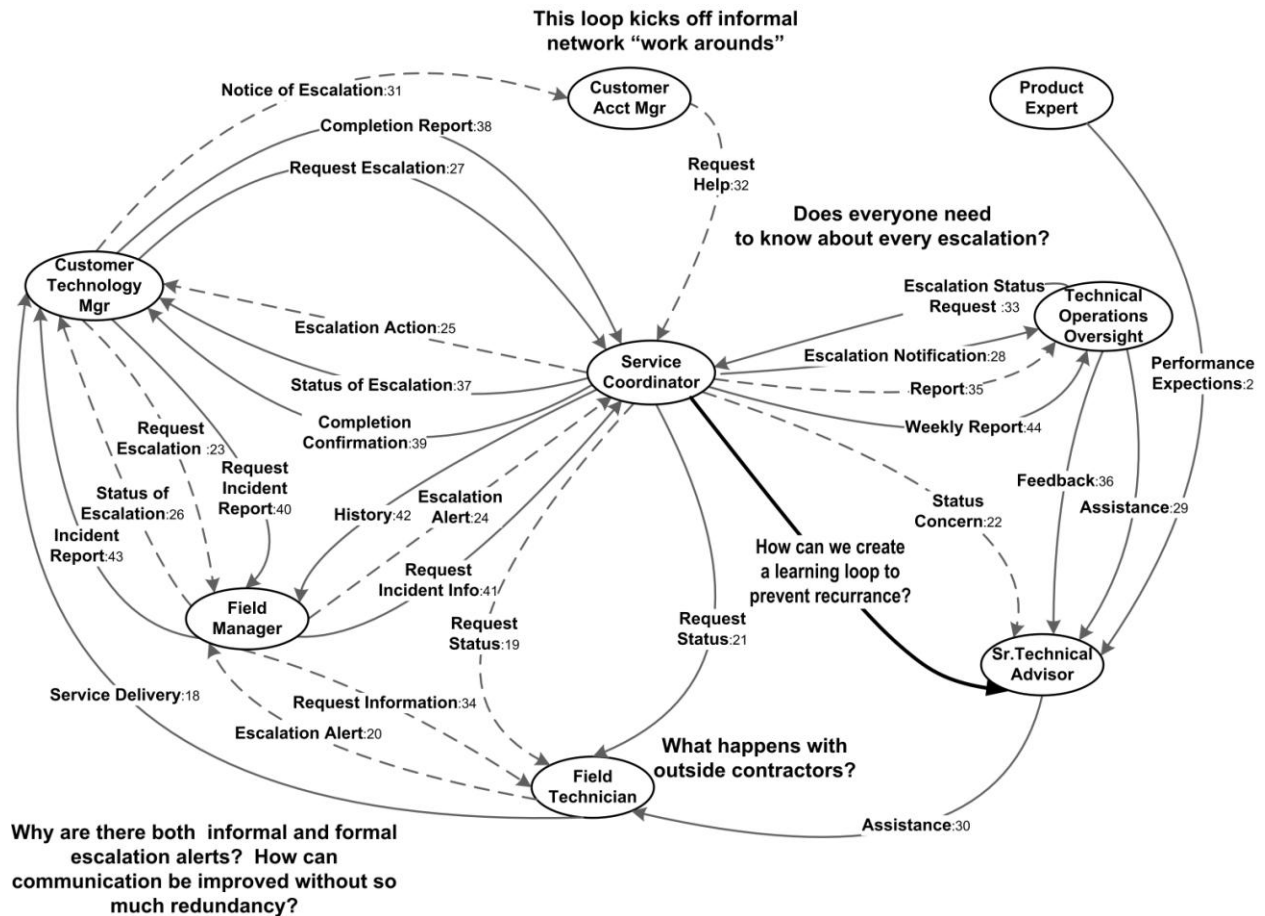 This loop kicks off informal
network “work arounds”
Notice of Escalation:31
Customer
Acct Mgr
Product
Expert
Completion Report:38
Request Escalation:27
Request
Help:32
Does everyone need
to know about every escalation?
Customer
Technology
Mgr
Escalation Status
Request :33
Technical
Operations
Oversight
Escalation Action:25
Service
Coordinator
Escalation Notification:28
Performance
Expections:2
Status of Escalation:37
Report:35
Completion
Confirmation:39
Weekly Report:44
Request
Escalation :23
Request
Incident
Report:40
Status of
Escalation:26
Incident
Report:43
History:42
Escalation
Alert:24
Feedback:36
Assistance:29
Status
Concern:22
How can we create
a learning loop to
prevent recurrance?
Request
Incident Info:41
Field
Manager
Request
Status:19
Request
Status:21
Sr.Technical
Advisor
Service Delivery:18
Request Information:34
Escalation Alert:20
What happens with
outside contractors?
Field
Technician
Assistance:30
Why are there both informal and formal
escalation alerts? How can
communication be improved without so
much redundancy?